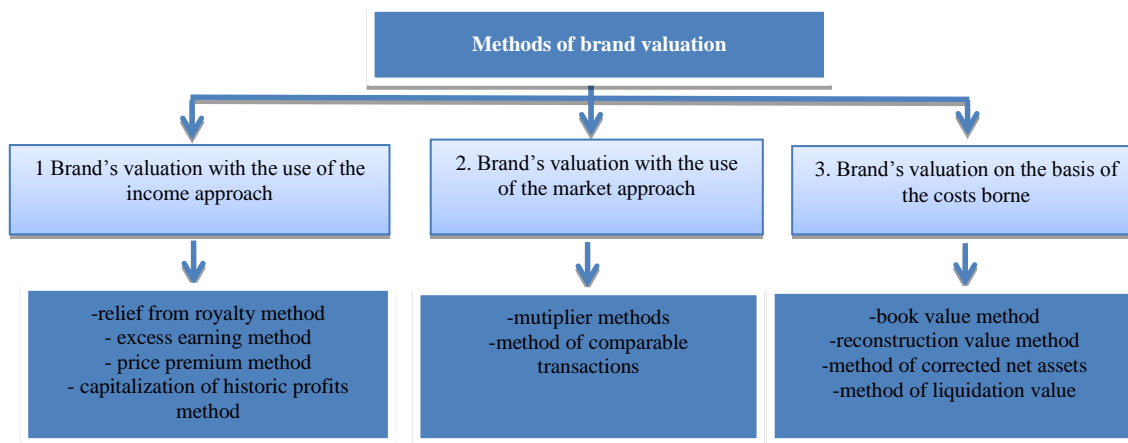 Methods of brand valuation
1 Brand’s valuation with the use of the
income approach
2. Brand’s valuation with the use
of the market approach
3. Brand’s valuation on the basis of
the costs borne
-relief from royalty method
- excess earning method
- price premium method
- capitalization of historic profits
method
-mutiplier methods
-method of comparable
transactions
-book value method
-reconstruction value method
-method of corrected net assets
-method of liquidation value